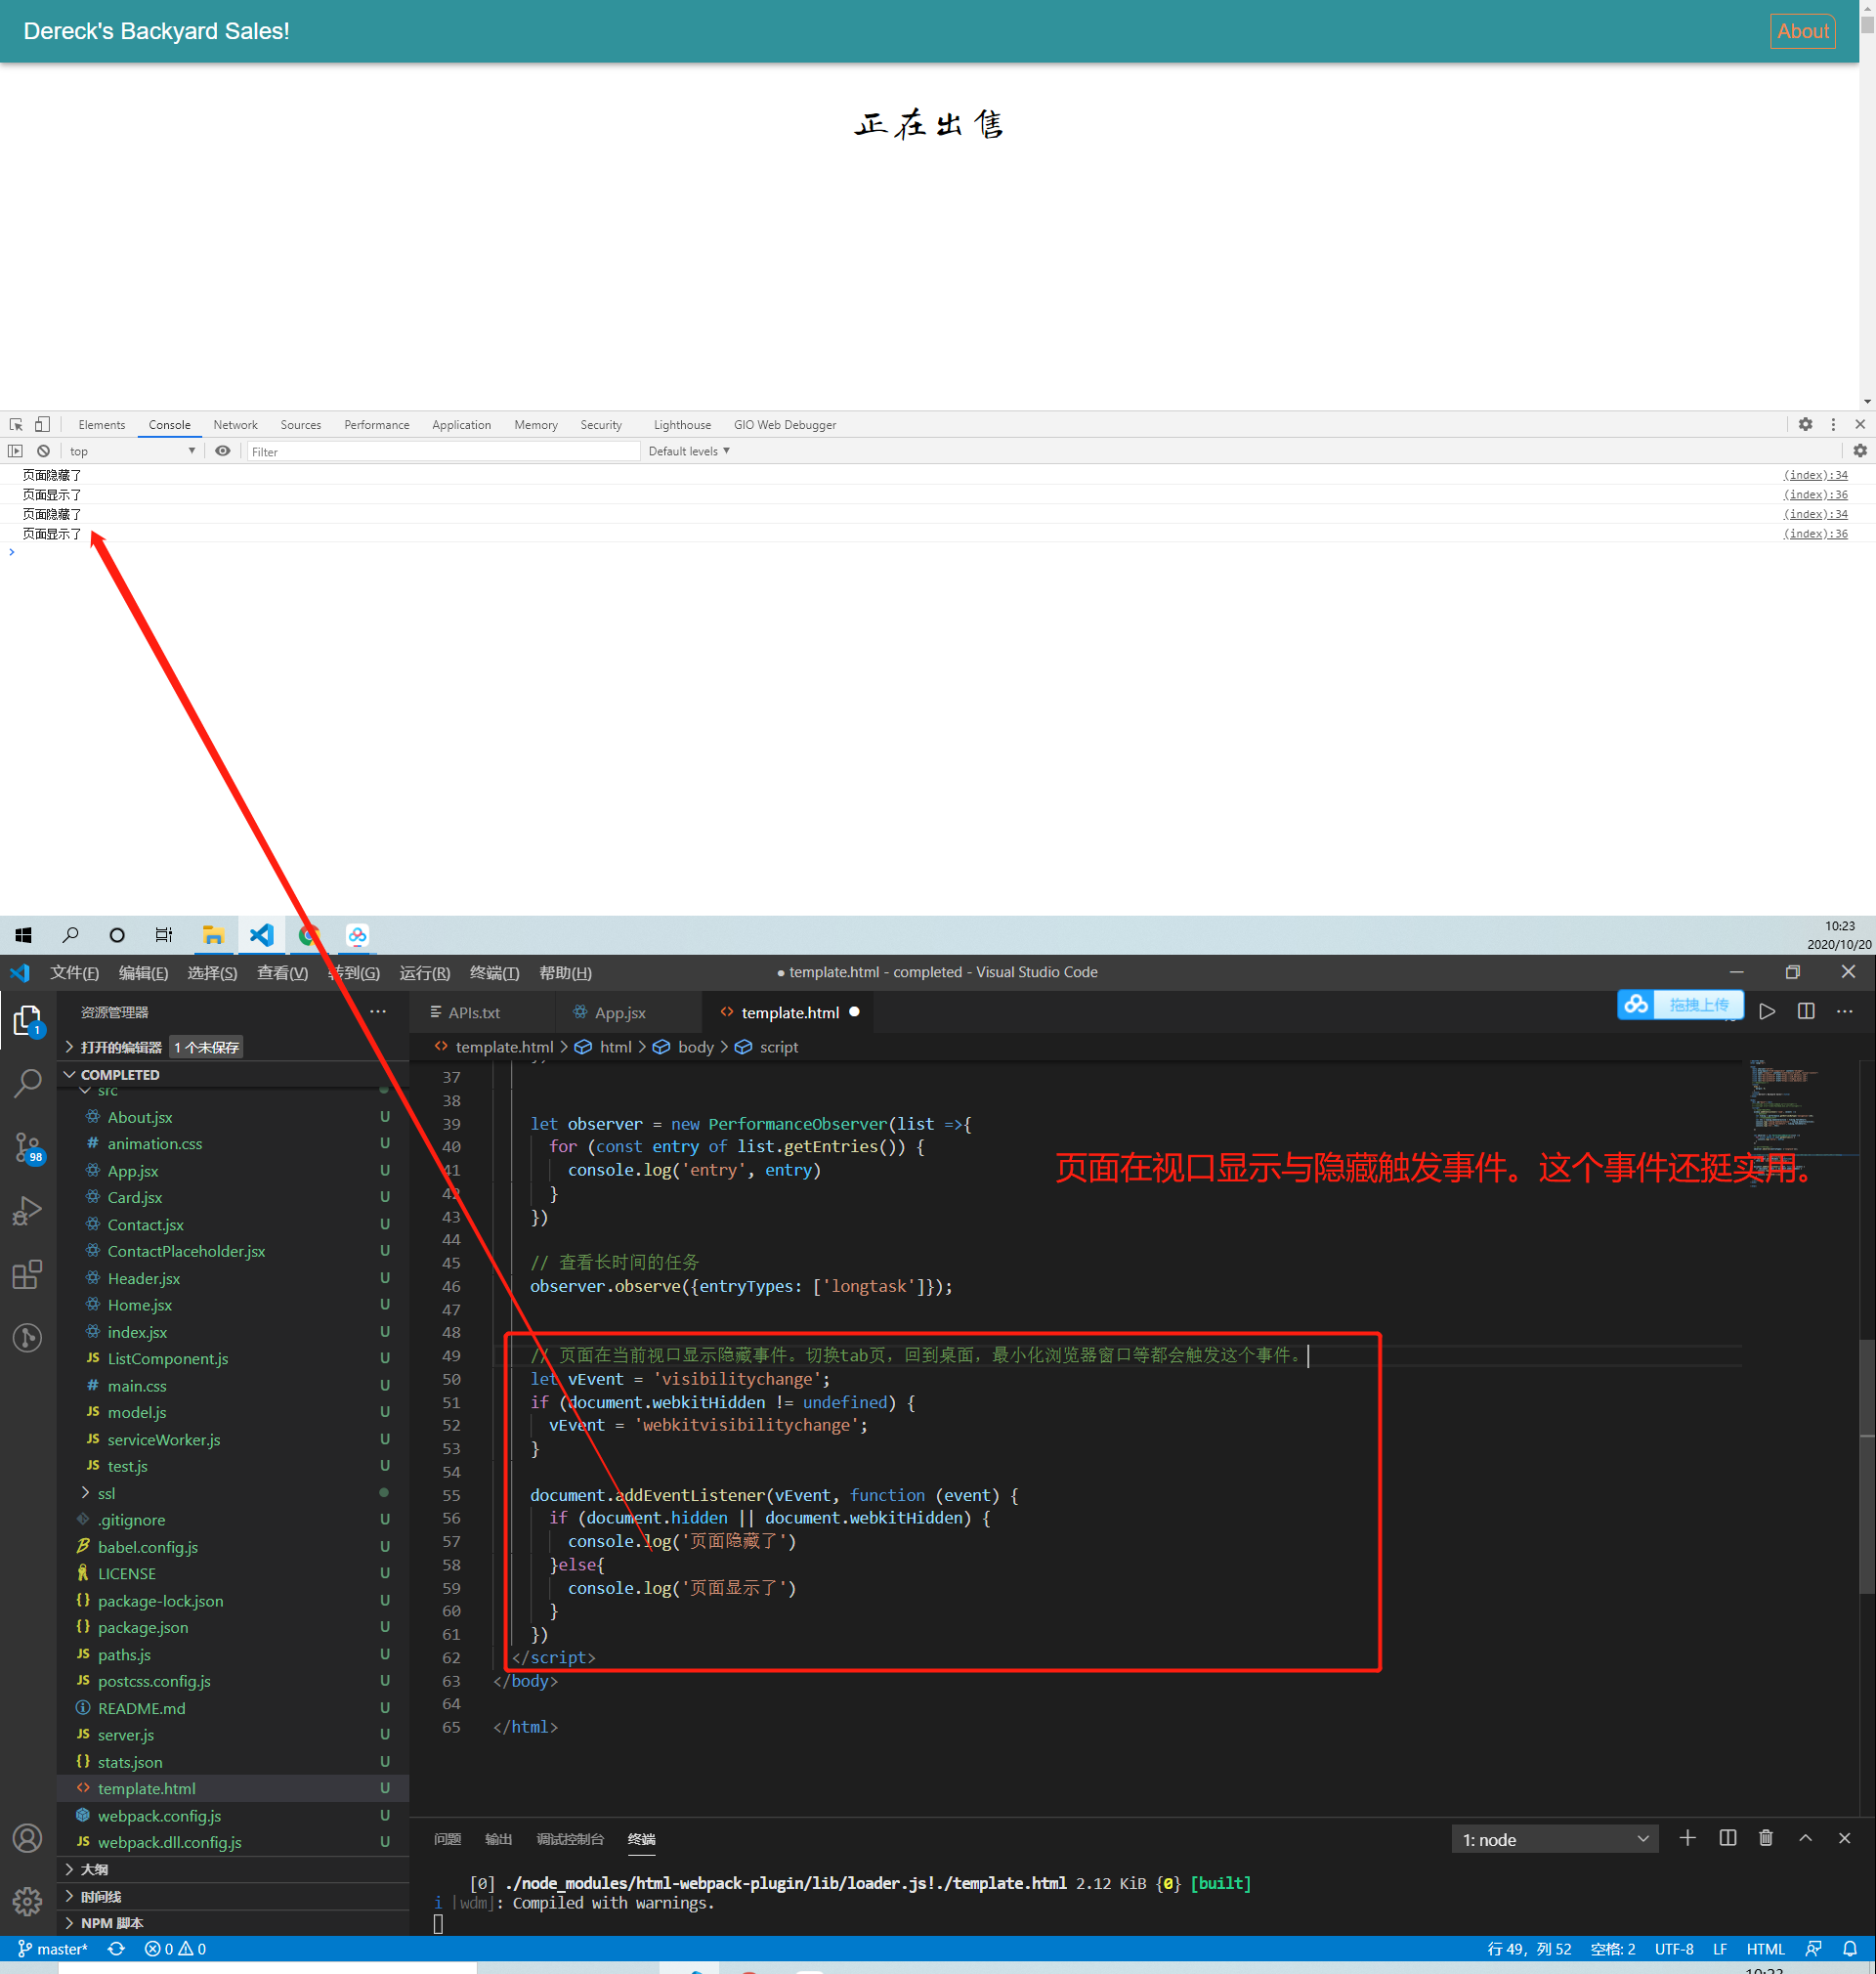 Dereck's Backyard Sales!
About
正在出售
Elements Console Network Sources Performance Application Memory Security Lighthouse GIO Web Debugger
top Filter Default levels
页面隐藏了 (index):34
页面显示了 (index):36
页面隐藏了 (index):34
页面显示了 (index):36
10:23
2020/10/20
文件(F) 编辑(E) 选择(S) 查看(V) 转到(G) 运行(R) 终端(T) 帮助(H) ● template.html - completed - Visual Studio Code
资源管理器 ···
1
打开的编辑器 1 个未保存
COMPLETED
src
About.jsx U
# animation.css U
98
App.jsx U
Card.jsx U
Contact.jsx U
ContactPlaceholder.jsx U
Header.jsx U
Home.jsx U
index.jsx U
JS ListComponent.js U
# main.css U
JS model.js U
JS serviceWorker.js U
JS test.js U
ssl
.gitignore U
babel.config.js U
LICENSE U
{} package-lock.json U
{} package.json U
JS paths.js U
JS postcss.config.js U
README.md U
JS server.js U
{} stats.json U
<> template.html U
webpack.config.js U
JS webpack.dll.config.js U
大纲
时间线
NPM 脚本
APIs.txt App.jsx <> template.html ●
拖拽上传
<> template.html > html > body > script
37
38
39 let observer = new PerformanceObserver(list =>{
40 for (const entry of list.getEntries()) {
41 console.log('entry', entry)
42 }
43 })
44
45 // 查看长时间的任务
46 observer.observe({entryTypes: ['longtask']});
47
48
49 // 页面在当前视口显示隐藏事件。切换tab页，回到桌面，最小化浏览器窗口等都会触发这个事件。
50 let vEvent = 'visibilitychange';
51 if (document.webkitHidden != undefined) {
52 vEvent = 'webkitvisibilitychange';
53 }
54
55 document.addEventListener(vEvent, function (event) {
56 if (document.hidden || document.webkitHidden) {
57 console.log('页面隐藏了')
58 }else{
59 console.log('页面显示了')
60 }
61 })
62 </script>
63 </body>
64
65 </html>
页面在视口显示与隐藏触发事件。这个事件还挺实用。
问题 输出 调试控制台 终端 1: node
[0] ./node_modules/html-webpack-plugin/lib/loader.js!./template.html 2.12 KiB {0} [built]
i ｢wdm｣: Compiled with warnings.
master* 0 0 行 49，列 52 空格: 2 UTF-8 LF HTML